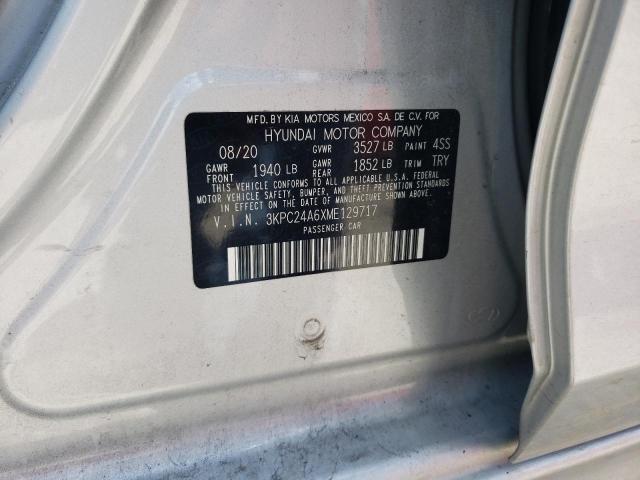 MFD. BY KIA MOTORS MEXICO S.A. DE C.V. FOR
HYUNDAI MOTOR COMPANY
08/20 GVWR 3527 LB PAINT 4SS
GAWR FRONT 1940 LB GAWR REAR 1852 LB TRIM TRY
THIS VEHICLE CONFORMS TO ALL APPLICABLE U.S.A. FEDERAL
MOTOR VEHICLE SAFETY, BUMPER, AND THEFT PREVENTION STANDARDS
IN EFFECT ON THE DATE OF MANUFACTURE SHOWN ABOVE.
V.I.N. 3KPC24A6XME129717
PASSENGER CAR